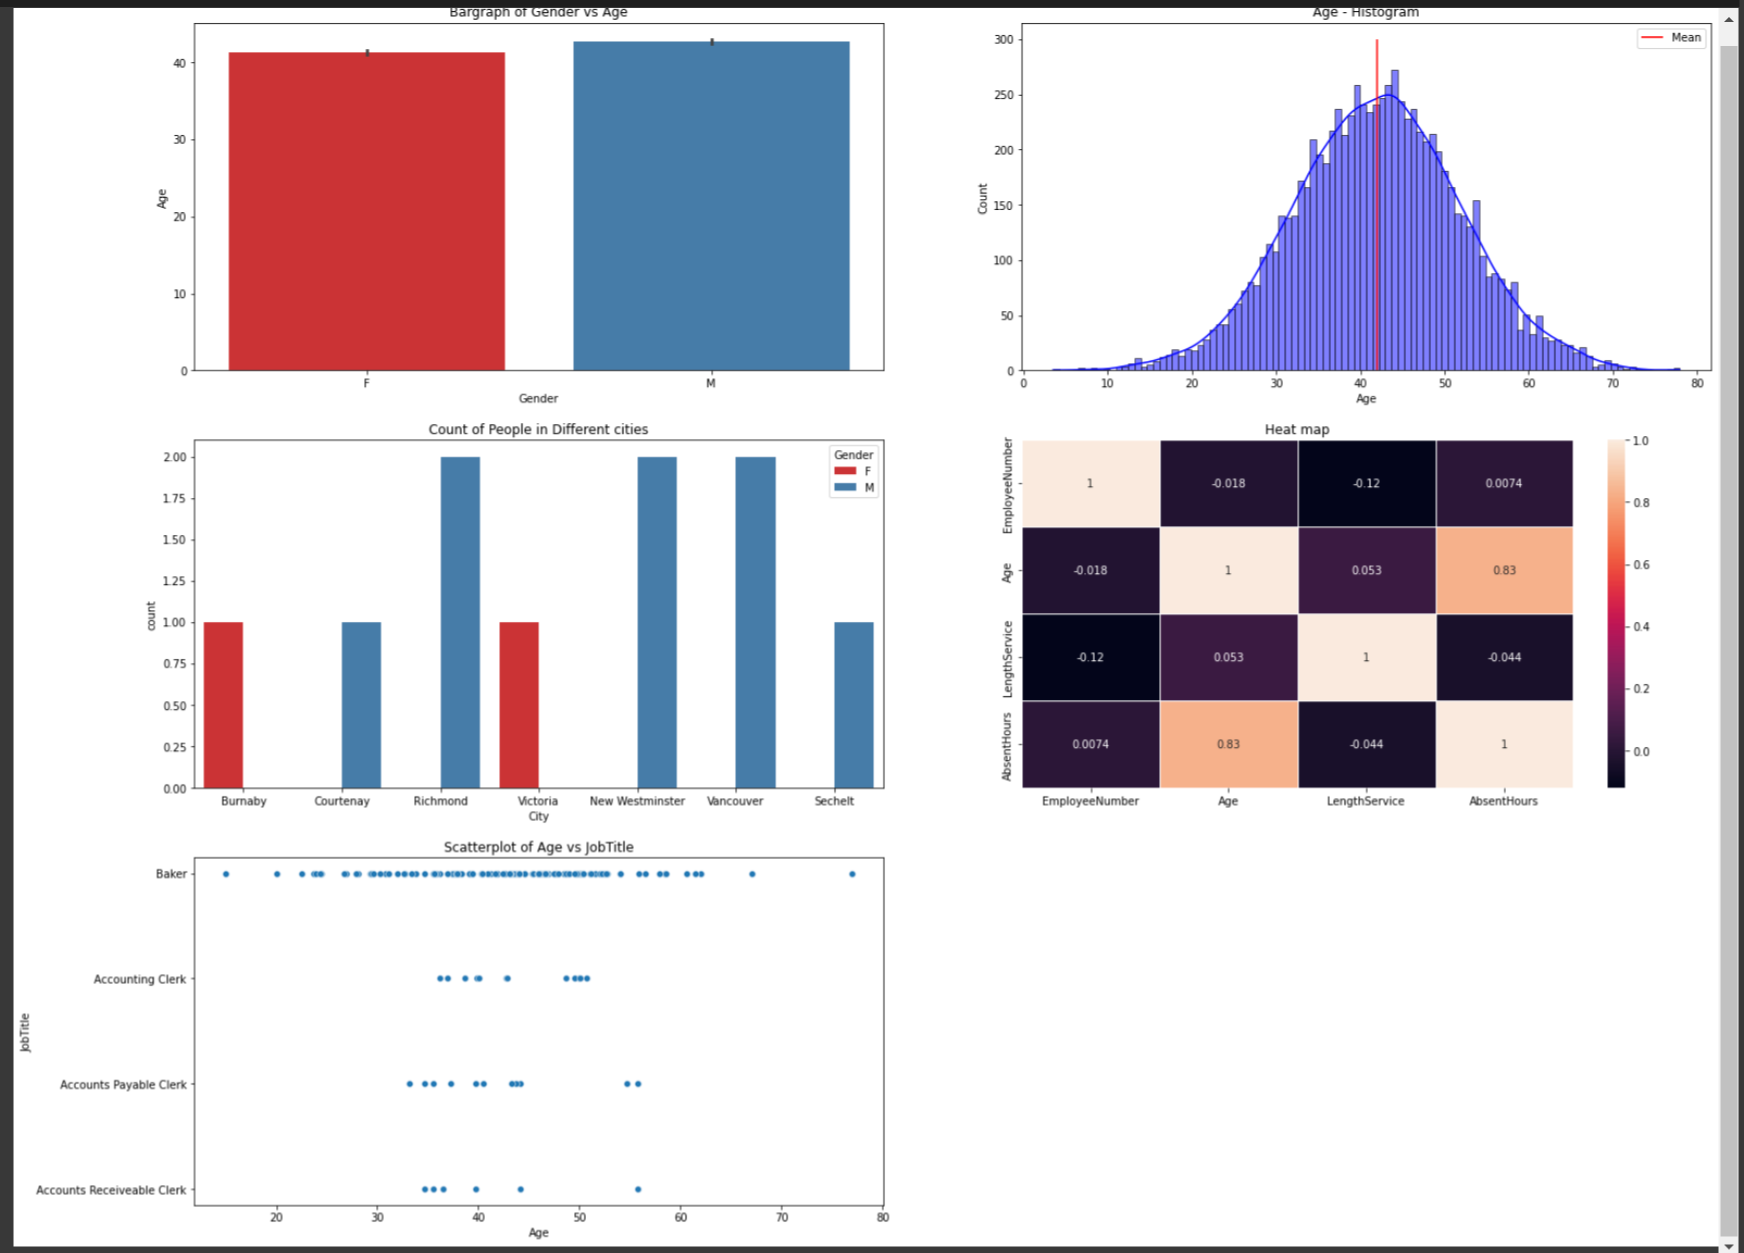 Bargraph of Gender vs Age
40
30
20
10
0
Age
F
M
Gender
Age - Histogram
Mean
300
250
200
150
100
50
0
Count
0 10 20 30 40 50 60 70 80
Age
Count of People in Different cities
Gender
F
M
2.00
1.75
1.50
1.25
1.00
0.75
0.50
0.25
0.00
count
Burnaby Courtenay Richmond Victoria New Westminster Vancouver Sechelt
City
Heat map
EmployeeNumber
1 -0.018 -0.12 0.0074
Age
-0.018 1 0.053 0.83
LengthService
-0.12 0.053 1 -0.044
AbsentHours
0.0074 0.83 -0.044 1
EmployeeNumber Age LengthService AbsentHours
1.0
0.8
0.6
0.4
0.2
0.0
Scatterplot of Age vs JobTitle
Baker
Accounting Clerk
Accounts Payable Clerk
Accounts Receiveable Clerk
JobTitle
20 30 40 50 60 70 80
Age